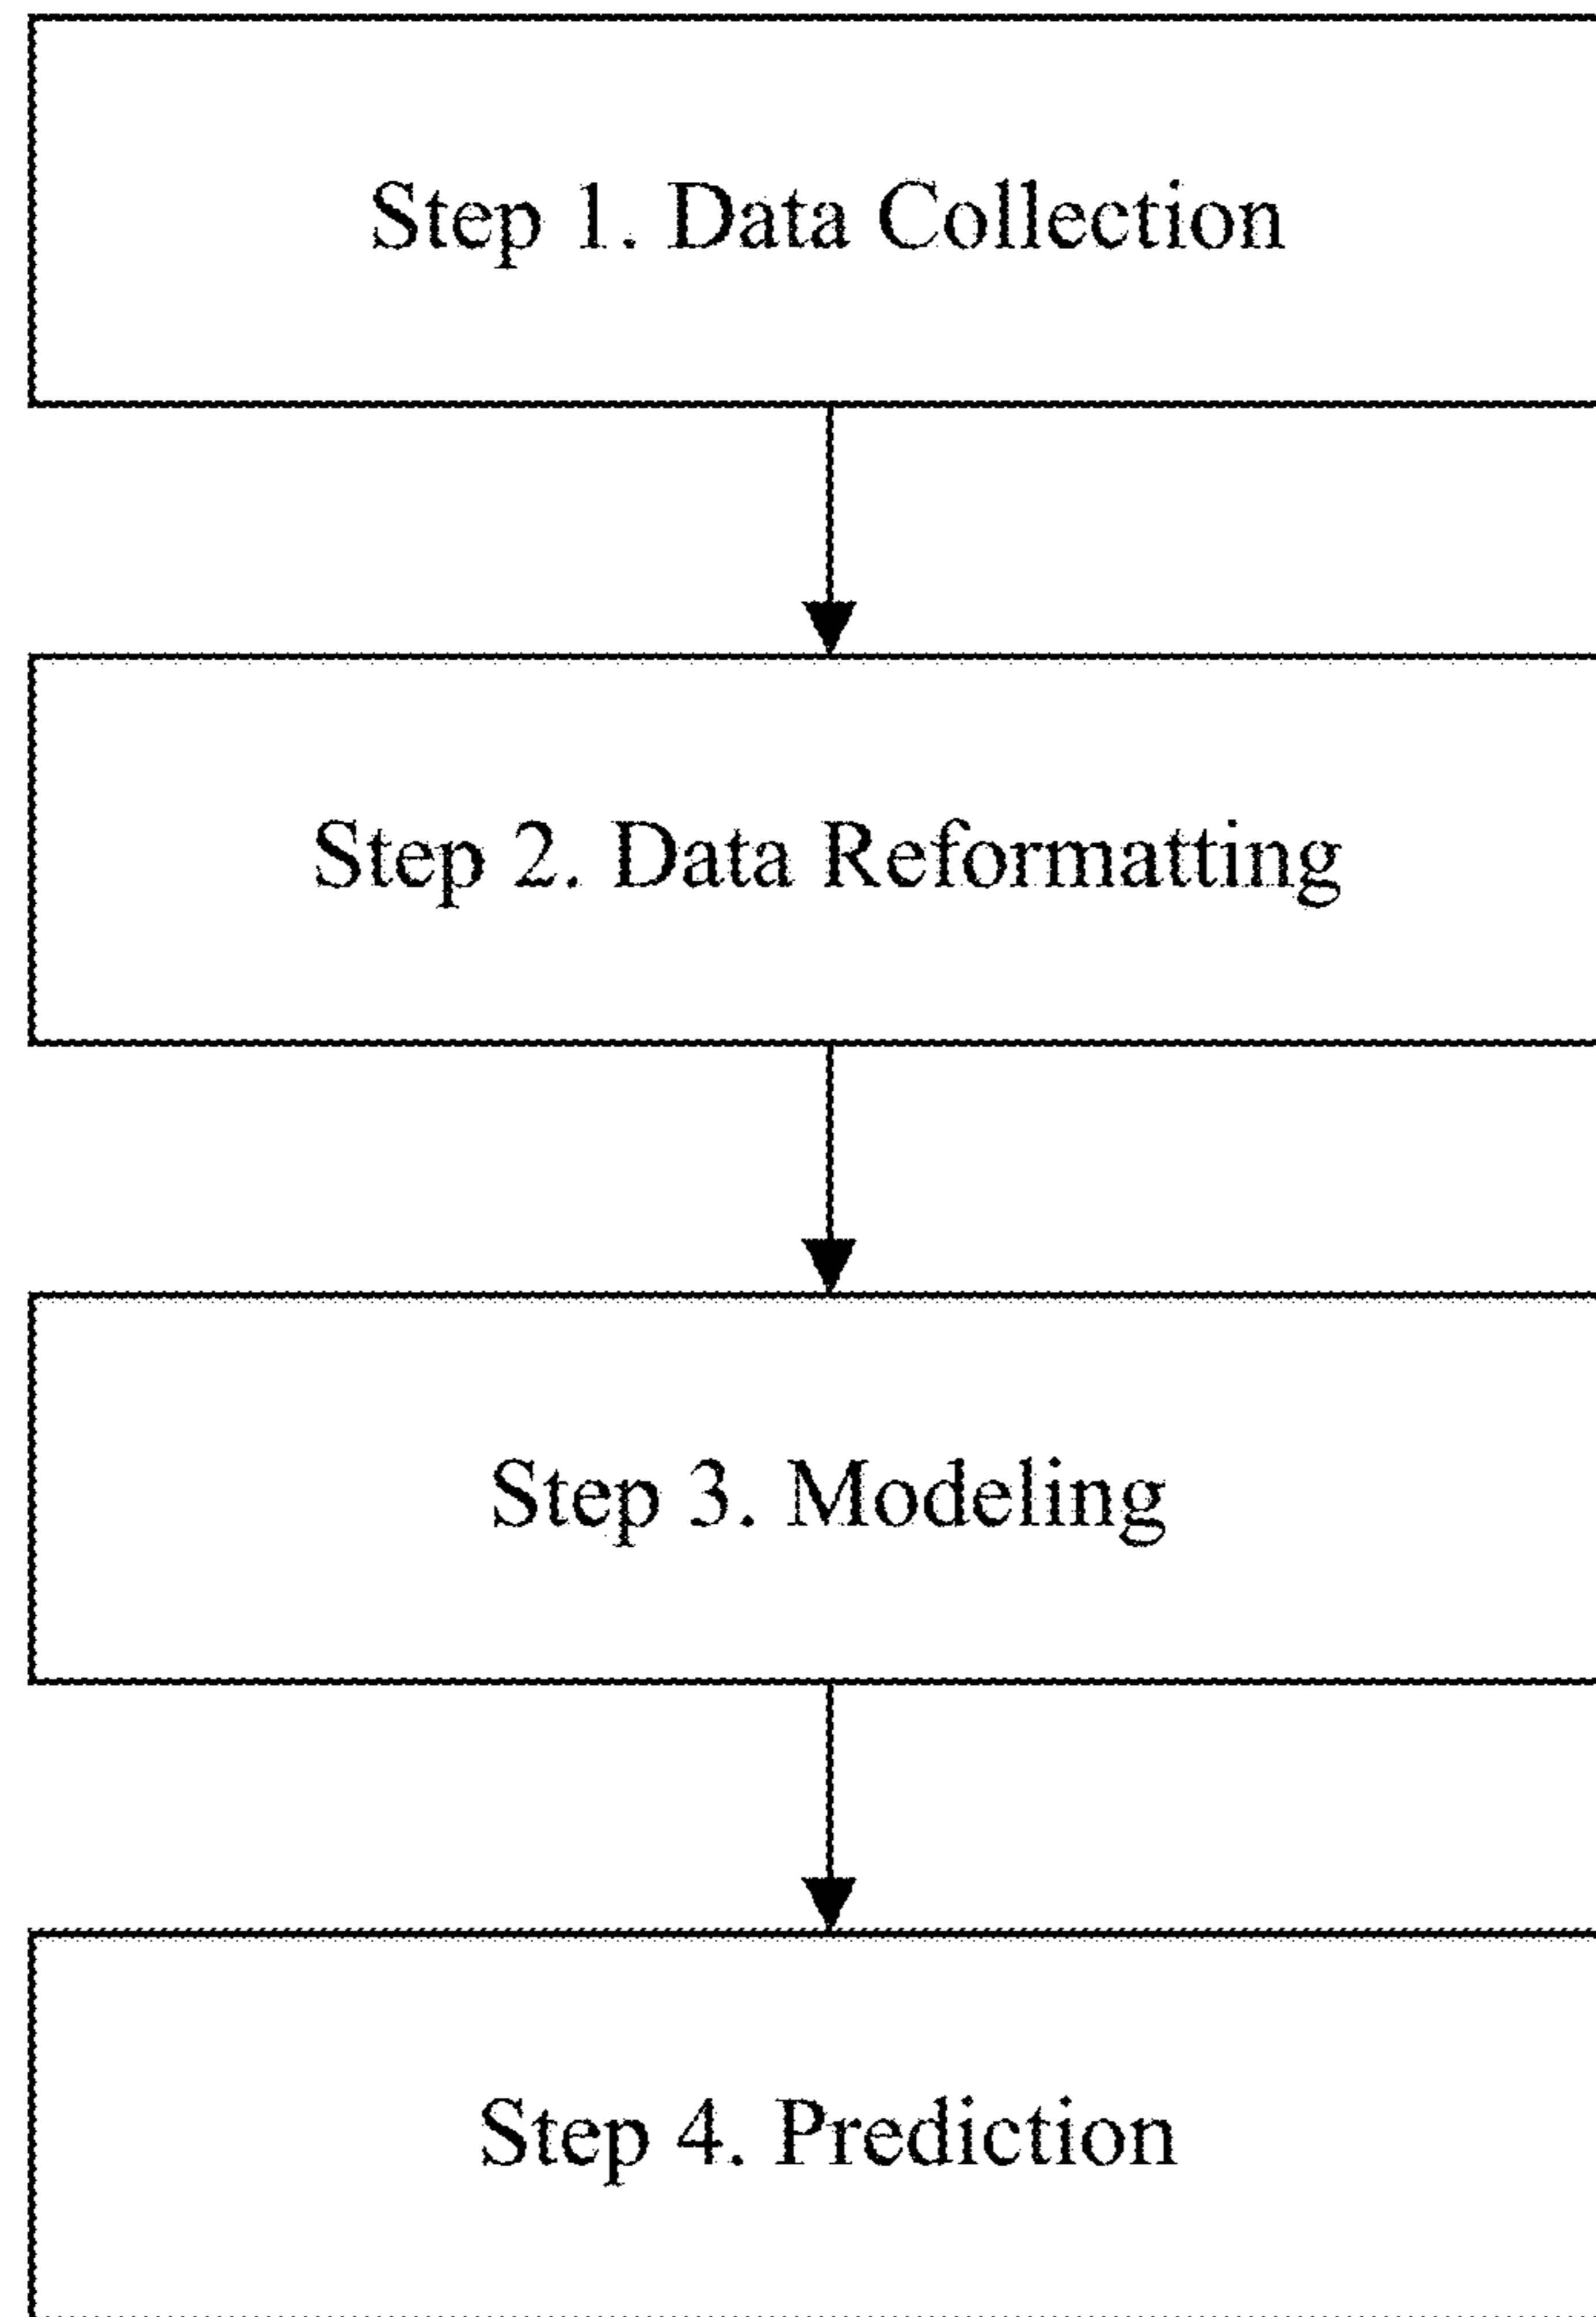 Step 1. Data Collection
Step 2. Data Reformatting
Step 3. Modeling
Step 4. Prediction